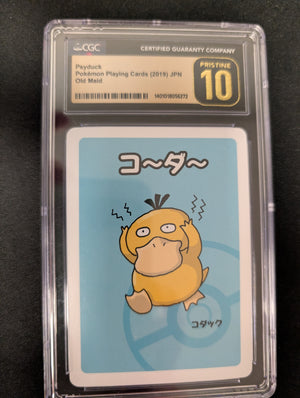 CGC
CERTIFIED GUARANTY COMPANY
Psyduck
Pokémon Playing Cards (2019) JPN
Old Maid
1401018056272
PRISTINE
10
コ〜ダ〜
コダック